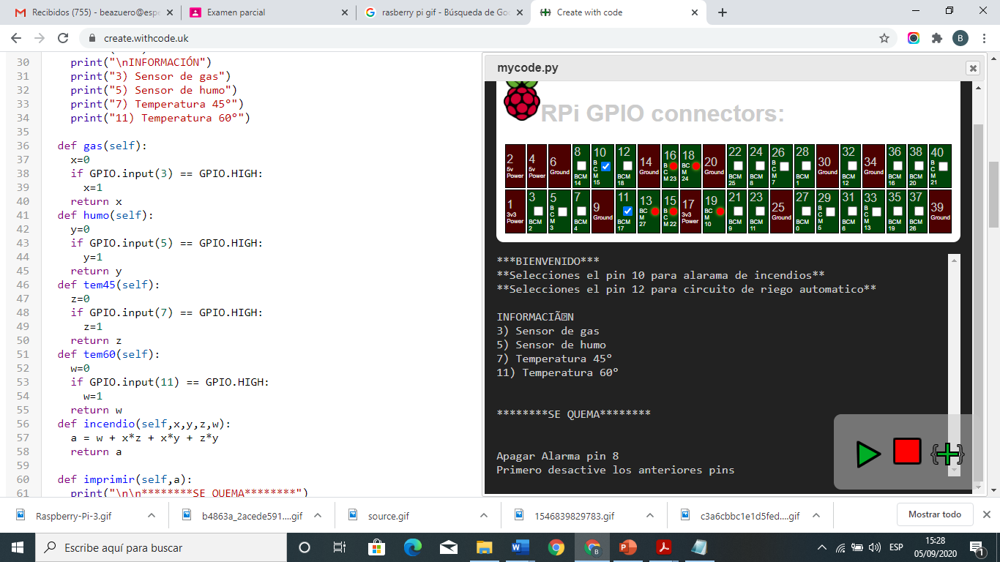 Recibidos (755) - beazuero@espe
Examen parcial
rasberry pi gif - Búsqueda de Goo
Create with code
create.withcode.uk
B
30 print("\nINFORMACIÓN")
31 print("3) Sensor de gas")
32 print("5) Sensor de humo")
33 print("7) Temperatura 45°")
34 print("11) Temperatura 60°")
35
36 def gas(self):
37 x=0
38 if GPIO.input(3) == GPIO.HIGH:
39 x=1
40 return x
41 def humo(self):
42 y=0
43 if GPIO.input(5) == GPIO.HIGH:
44 y=1
45 return y
46 def tem45(self):
47 z=0
48 if GPIO.input(7) == GPIO.HIGH:
49 z=1
50 return z
51 def tem60(self):
52 w=0
53 if GPIO.input(11) == GPIO.HIGH:
54 w=1
55 return w
56 def incendio(self,x,y,z,w):
57 a = w + x*z + x*y + z*y
58 return a
59
60 def imprimir(self,a):
61 print("\n\n********SE QUEMA********")
mycode.py
RPi GPIO connectors:
2 5v Power
4 5v Power
6 Ground
8 BCM 14
10 BCM 15
12 BCM 18
14 Ground
16 BCM 23
18 BCM 24
20 Ground
22 BCM 25
24 BCM 8
26 BCM 7
28 BCM 1
30 Ground
32 BCM 12
34 Ground
36 BCM 16
38 BCM 20
40 BCM 21
1 3v3 Power
3 BCM 2
5 BCM 3
7 BCM 4
9 Ground
11 BCM 17
13 BCM 27
15 BCM 22
17 3v3 Power
19 BCM 10
21 BCM 9
23 BCM 11
25 Ground
27 BCM 0
29 BCM 5
31 BCM 6
33 BCM 13
35 BCM 19
37 BCM 26
39 Ground
***BIENVENIDO***
**Selecciones el pin 10 para alarama de incendios**
**Selecciones el pin 12 para circuito de riego automatico**
INFORMACIÃN
3) Sensor de gas
5) Sensor de humo
7) Temperatura 45°
11) Temperatura 60°
********SE QUEMA********
Apagar Alarma pin 8
Primero desactive los anteriores pins
Raspberry-Pi-3.gif
b4863a_2acede591....gif
source.gif
1546839829783.gif
c3a6cbbc1e1d5fed....gif
Mostrar todo
Escribe aquí para buscar
ESP
15:28
05/09/2020
1